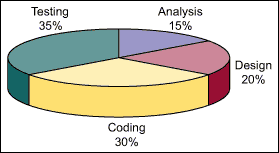 Testing
35%
Analysis
15%
Design
20%
Coding
30%